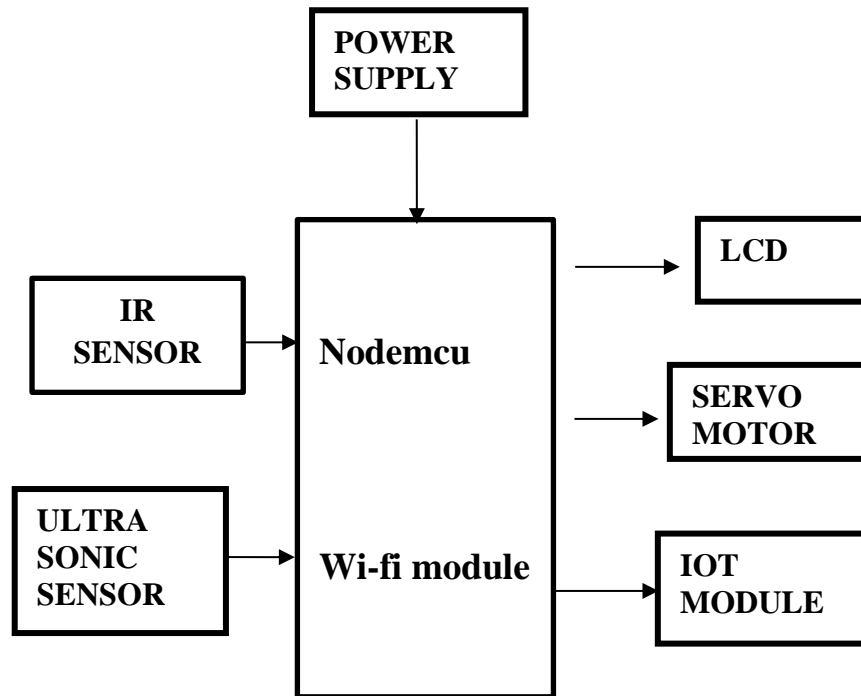 POWER
SUPPLY
LCD
IR
SENSOR
Nodemcu
SERVO
MOTOR
ULTRA
SONIC
SENSOR
Wi-fi module
IOT
MODULE